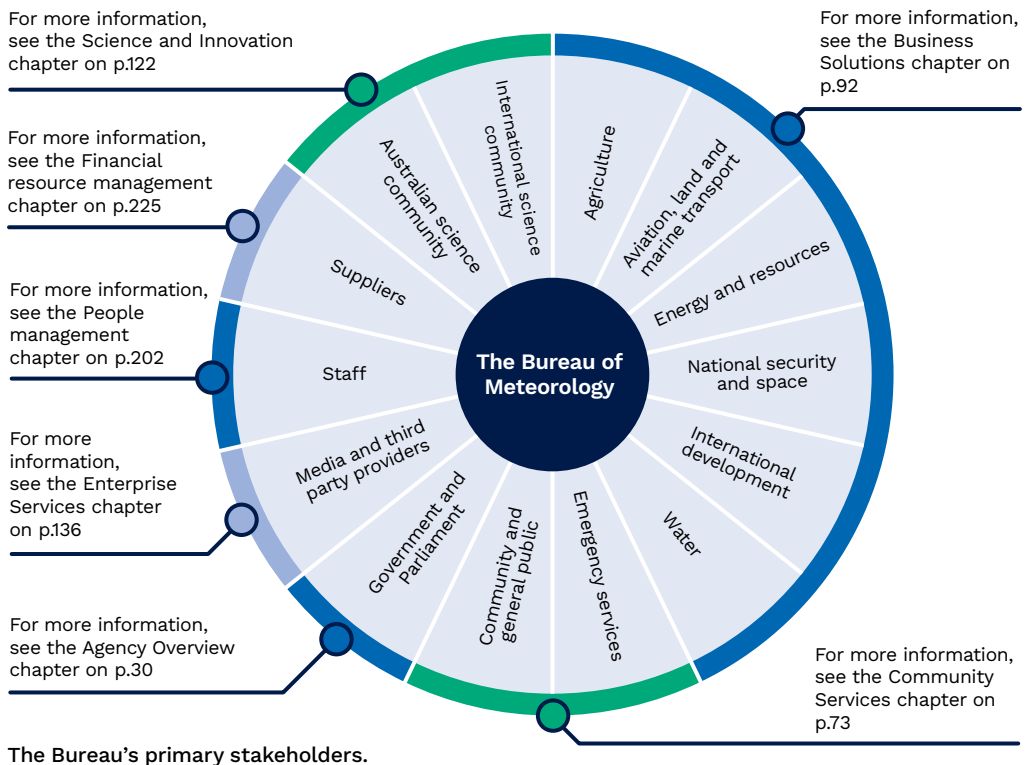 For more information,
see the Science and Innovation
chapter on p.122
For more information,
see the Business
Solutions chapter on
p.92
For more information,
see the Financial
resource management
chapter on p.225
For more information,
see the People
management
chapter on p.202
For more
information,
see the Enterprise
Services chapter
on p.136
For more information,
see the Agency Overview
chapter on p.30
For more information,
see the Community
Services chapter on
p.73
The Bureau of
Meteorology
Agriculture
Aviation, land and
marine transport
Energy and resources
National security
and space
International
development
Water
Emergency services
Community and
general public
Government and
Parliament
Media and third
party providers
Staff
Suppliers
Australian science
community
International science
community
The Bureau's primary stakeholders.